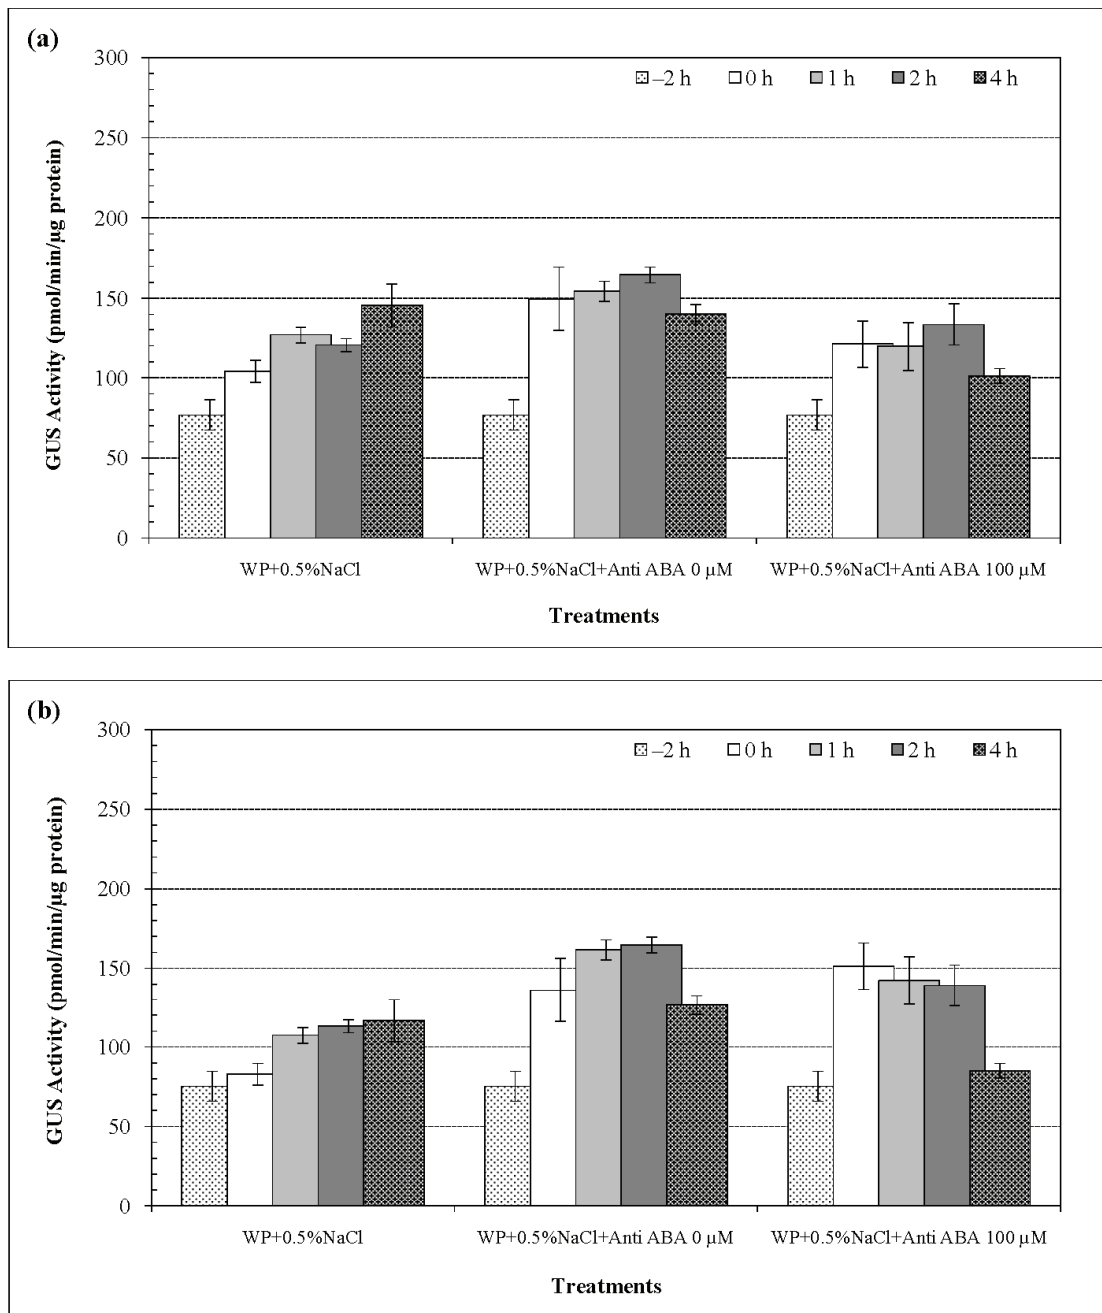 (a)
300
250
200
150
100
50
0
GUS Activity (pmol/min/µg protein)
–2 h 0 h 1 h 2 h 4 h
WP+0.5%NaCl WP+0.5%NaCl+Anti ABA 0 µM WP+0.5%NaCl+Anti ABA 100 µM
Treatments
(b)
300
250
200
150
100
50
0
GUS Activity (pmol/min/µg protein)
–2 h 0 h 1 h 2 h 4 h
WP+0.5%NaCl WP+0.5%NaCl+Anti ABA 0 µM WP+0.5%NaCl+Anti ABA 100 µM
Treatments